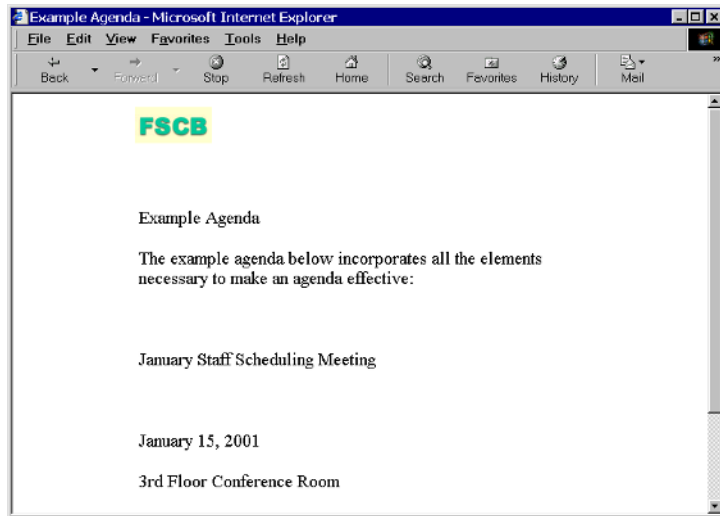 Example Agenda - Microsoft Internet Explorer
File Edit View Favorites Tools Help
Back Forward Stop Refresh Home Search Favorites History Mail »
FSCB
Example Agenda
The example agenda below incorporates all the elements
necessary to make an agenda effective:
January Staff Scheduling Meeting
January 15, 2001
3rd Floor Conference Room